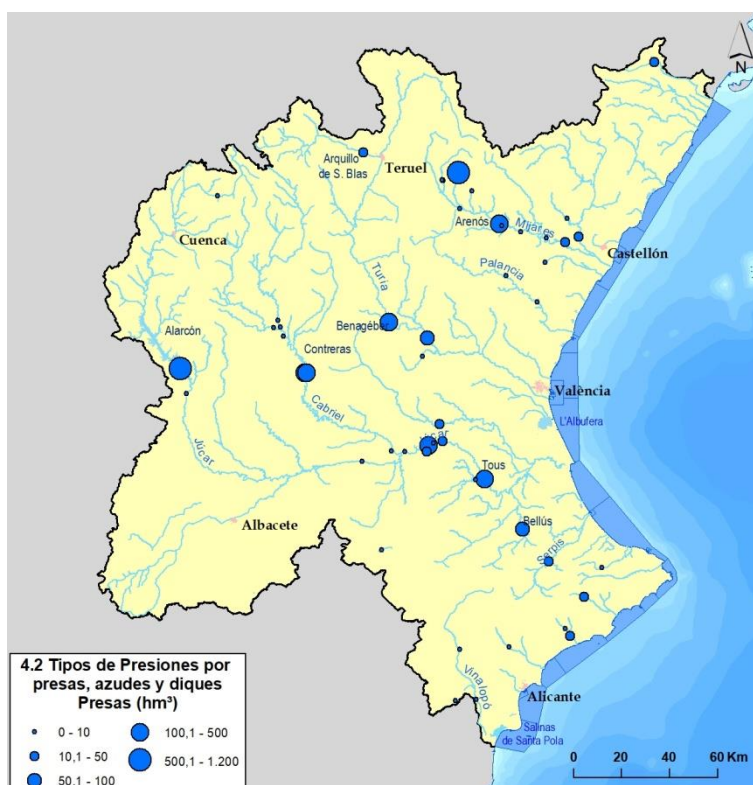 N
Arquillo
de S. Blas
Teruel
Cuenca
Arenós
Mijares
Castellón
Palancia
Turia
Alarcón
Benagéber
Contreras
València
L'Albufera
Cabriel
Júcar
Júcar
Tous
Albacete
Bellús
Serpis
Vinalopó
Alicante
Salinas
de Santa Pola
4.2 Tipos de Presiones por
presas, azudes y diques
Presas (hm³)
0 - 10
100,1 - 500
10,1 - 50
500,1 - 1.200
50,1 - 100
0 20 40 60 Km